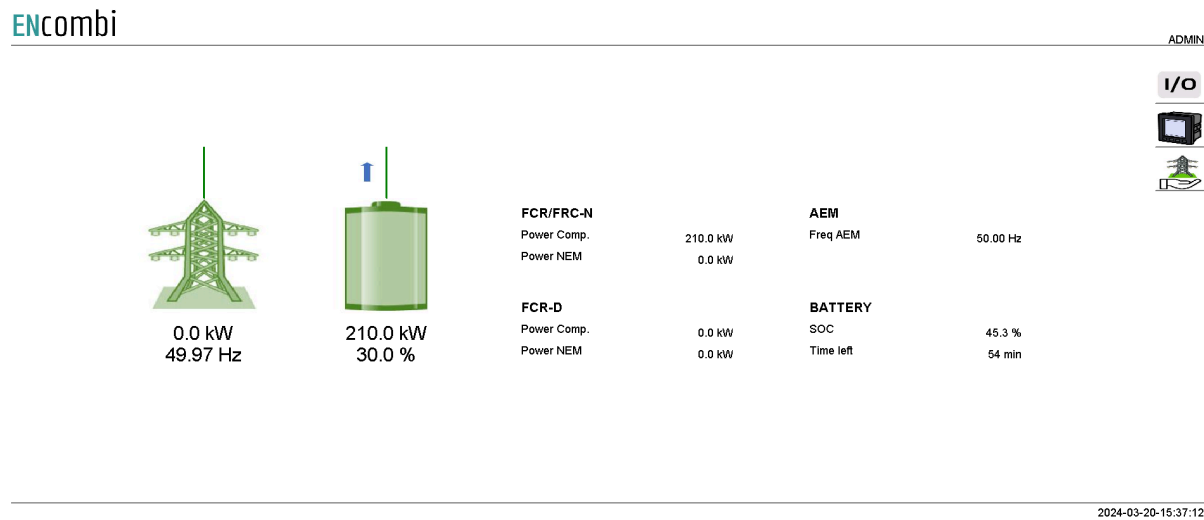 ENcombi
ADMIN
I/O
FCR/FRC-N
Power Comp. 210.0 kW
Power NEM 0.0 kW
AEM
Freq AEM 50.00 Hz
FCR-D
Power Comp. 0.0 kW
Power NEM 0.0 kW
BATTERY
SOC 45.3 %
Time left 54 min
0.0 kW
49.97 Hz
210.0 kW
30.0 %
2024-03-20-15:37:12